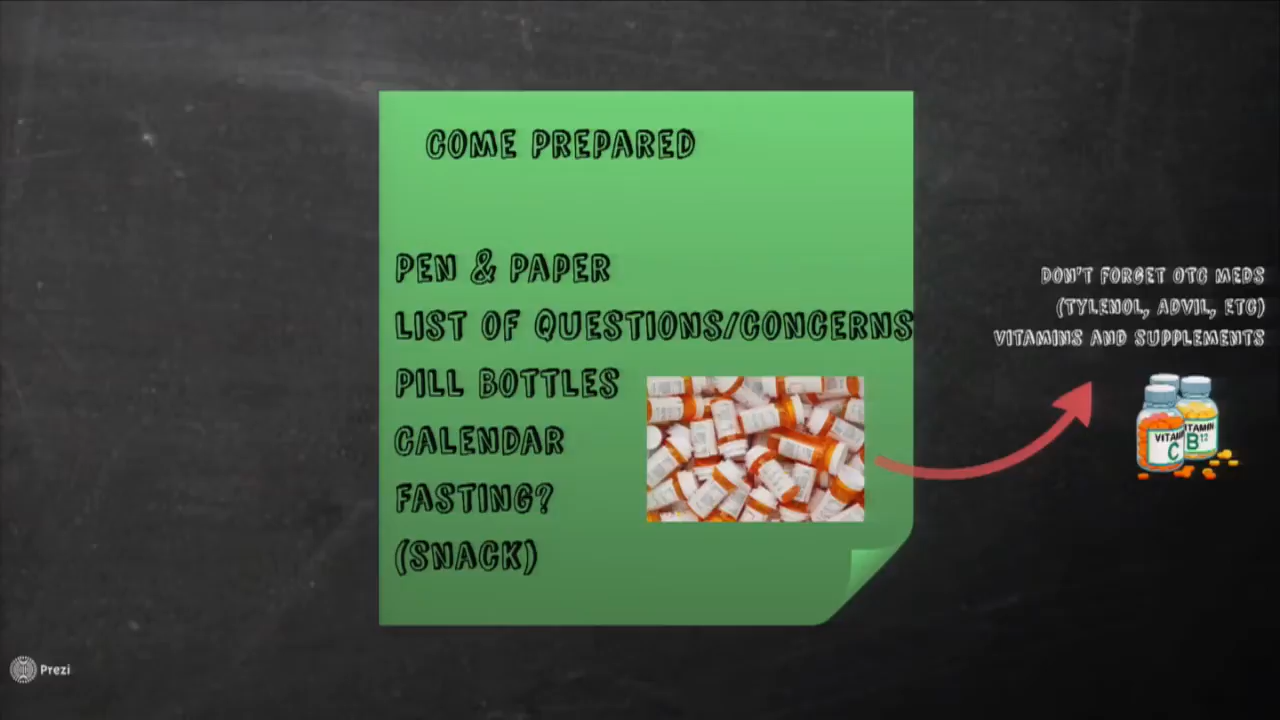 COME PREPARED
PEN & PAPER
LIST OF QUESTIONS/CONCERNS
PILL BOTTLES
CALENDAR
FASTING?
(SNACK)
DON'T FORGET OTC MEDS
(TYLENOL, ADVIL, ETC)
VITAMINS AND SUPPLEMENTS
VITAMIN
C
VITAMIN
B12
Prezi